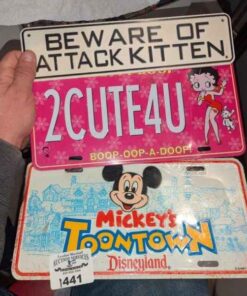 BEWARE OF
ATTACK KITTEN.
2CUTE4U
BOOP-OOP-A-DOOP!
MICKEY'S
TOONTOWN
Disneyland
1441